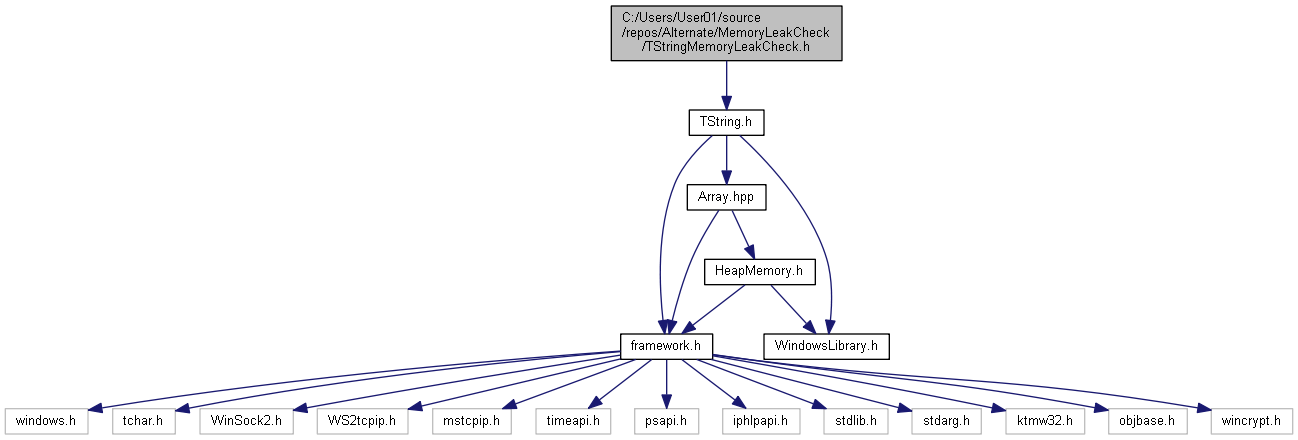 C:/Users/User01/source
/repos/Alternate/MemoryLeakCheck
/TStringMemoryLeakCheck.h
TString.h
Array.hpp
HeapMemory.h
framework.h
WindowsLibrary.h
windows.h
tchar.h
WinSock2.h
WS2tcpip.h
mstcpip.h
timeapi.h
psapi.h
iphlpapi.h
stdlib.h
stdarg.h
ktmw32.h
objbase.h
wincrypt.h